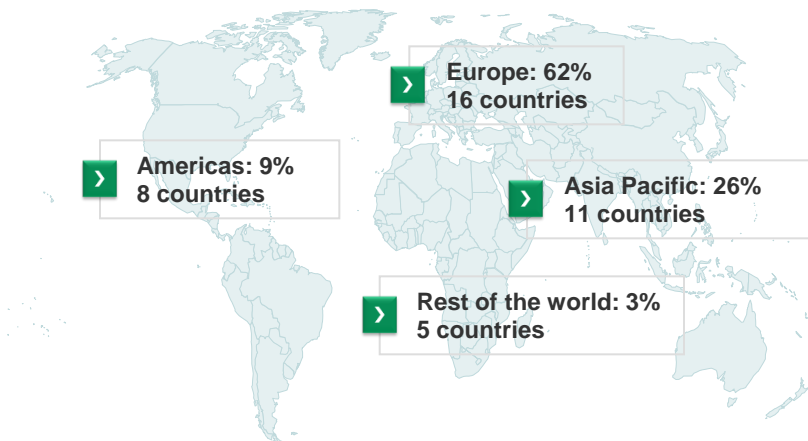 Europe: 62%
16 countries
Americas: 9%
8 countries
Asia Pacific: 26%
11 countries
Rest of the world: 3%
5 countries